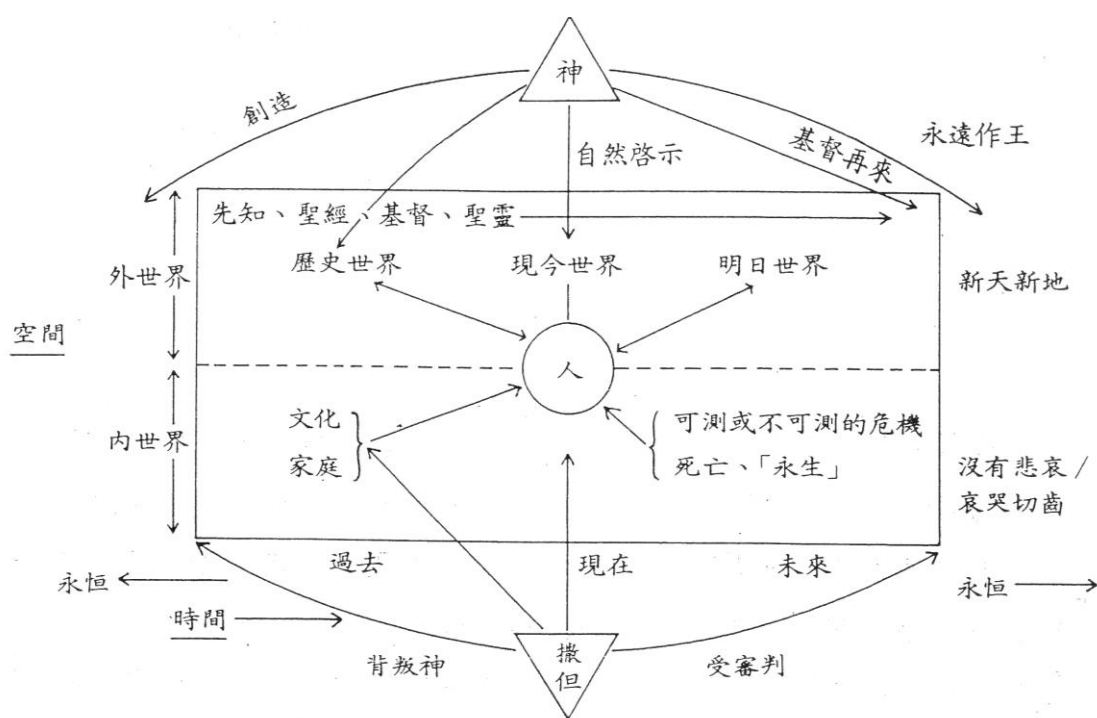 神
創造
自然啓示
基督再來
永遠作王
先知、聖經、基督、聖靈
外世界
歷史世界
現今世界
明日世界
新天新地
空間
人
內世界
文化
家庭
可測或不可測的危機
死亡、「永生」
沒有悲哀/
哀哭切齒
過去
現在
未來
永恒
永恒
時間
背叛神
撒
但
受審判